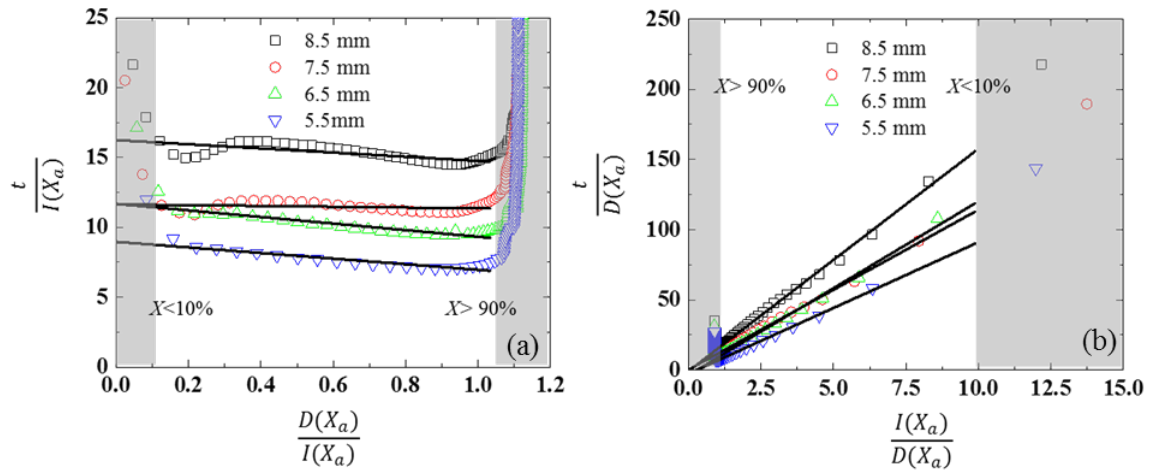 25
20
15
10
5
0
t
I(Xₐ)
8.5 mm
7.5 mm
6.5 mm
5.5mm
X<10%
X> 90%
(a)
0.0 0.2 0.4 0.6 0.8 1.0 1.2
D(Xₐ)
I(Xₐ)
250
200
150
100
50
0
t
D(Xₐ)
8.5 mm
7.5 mm
6.5 mm
5.5 mm
X> 90%
X<10%
(b)
0.0 2.5 5.0 7.5 10.0 12.5 15.0
I(Xₐ)
D(Xₐ)